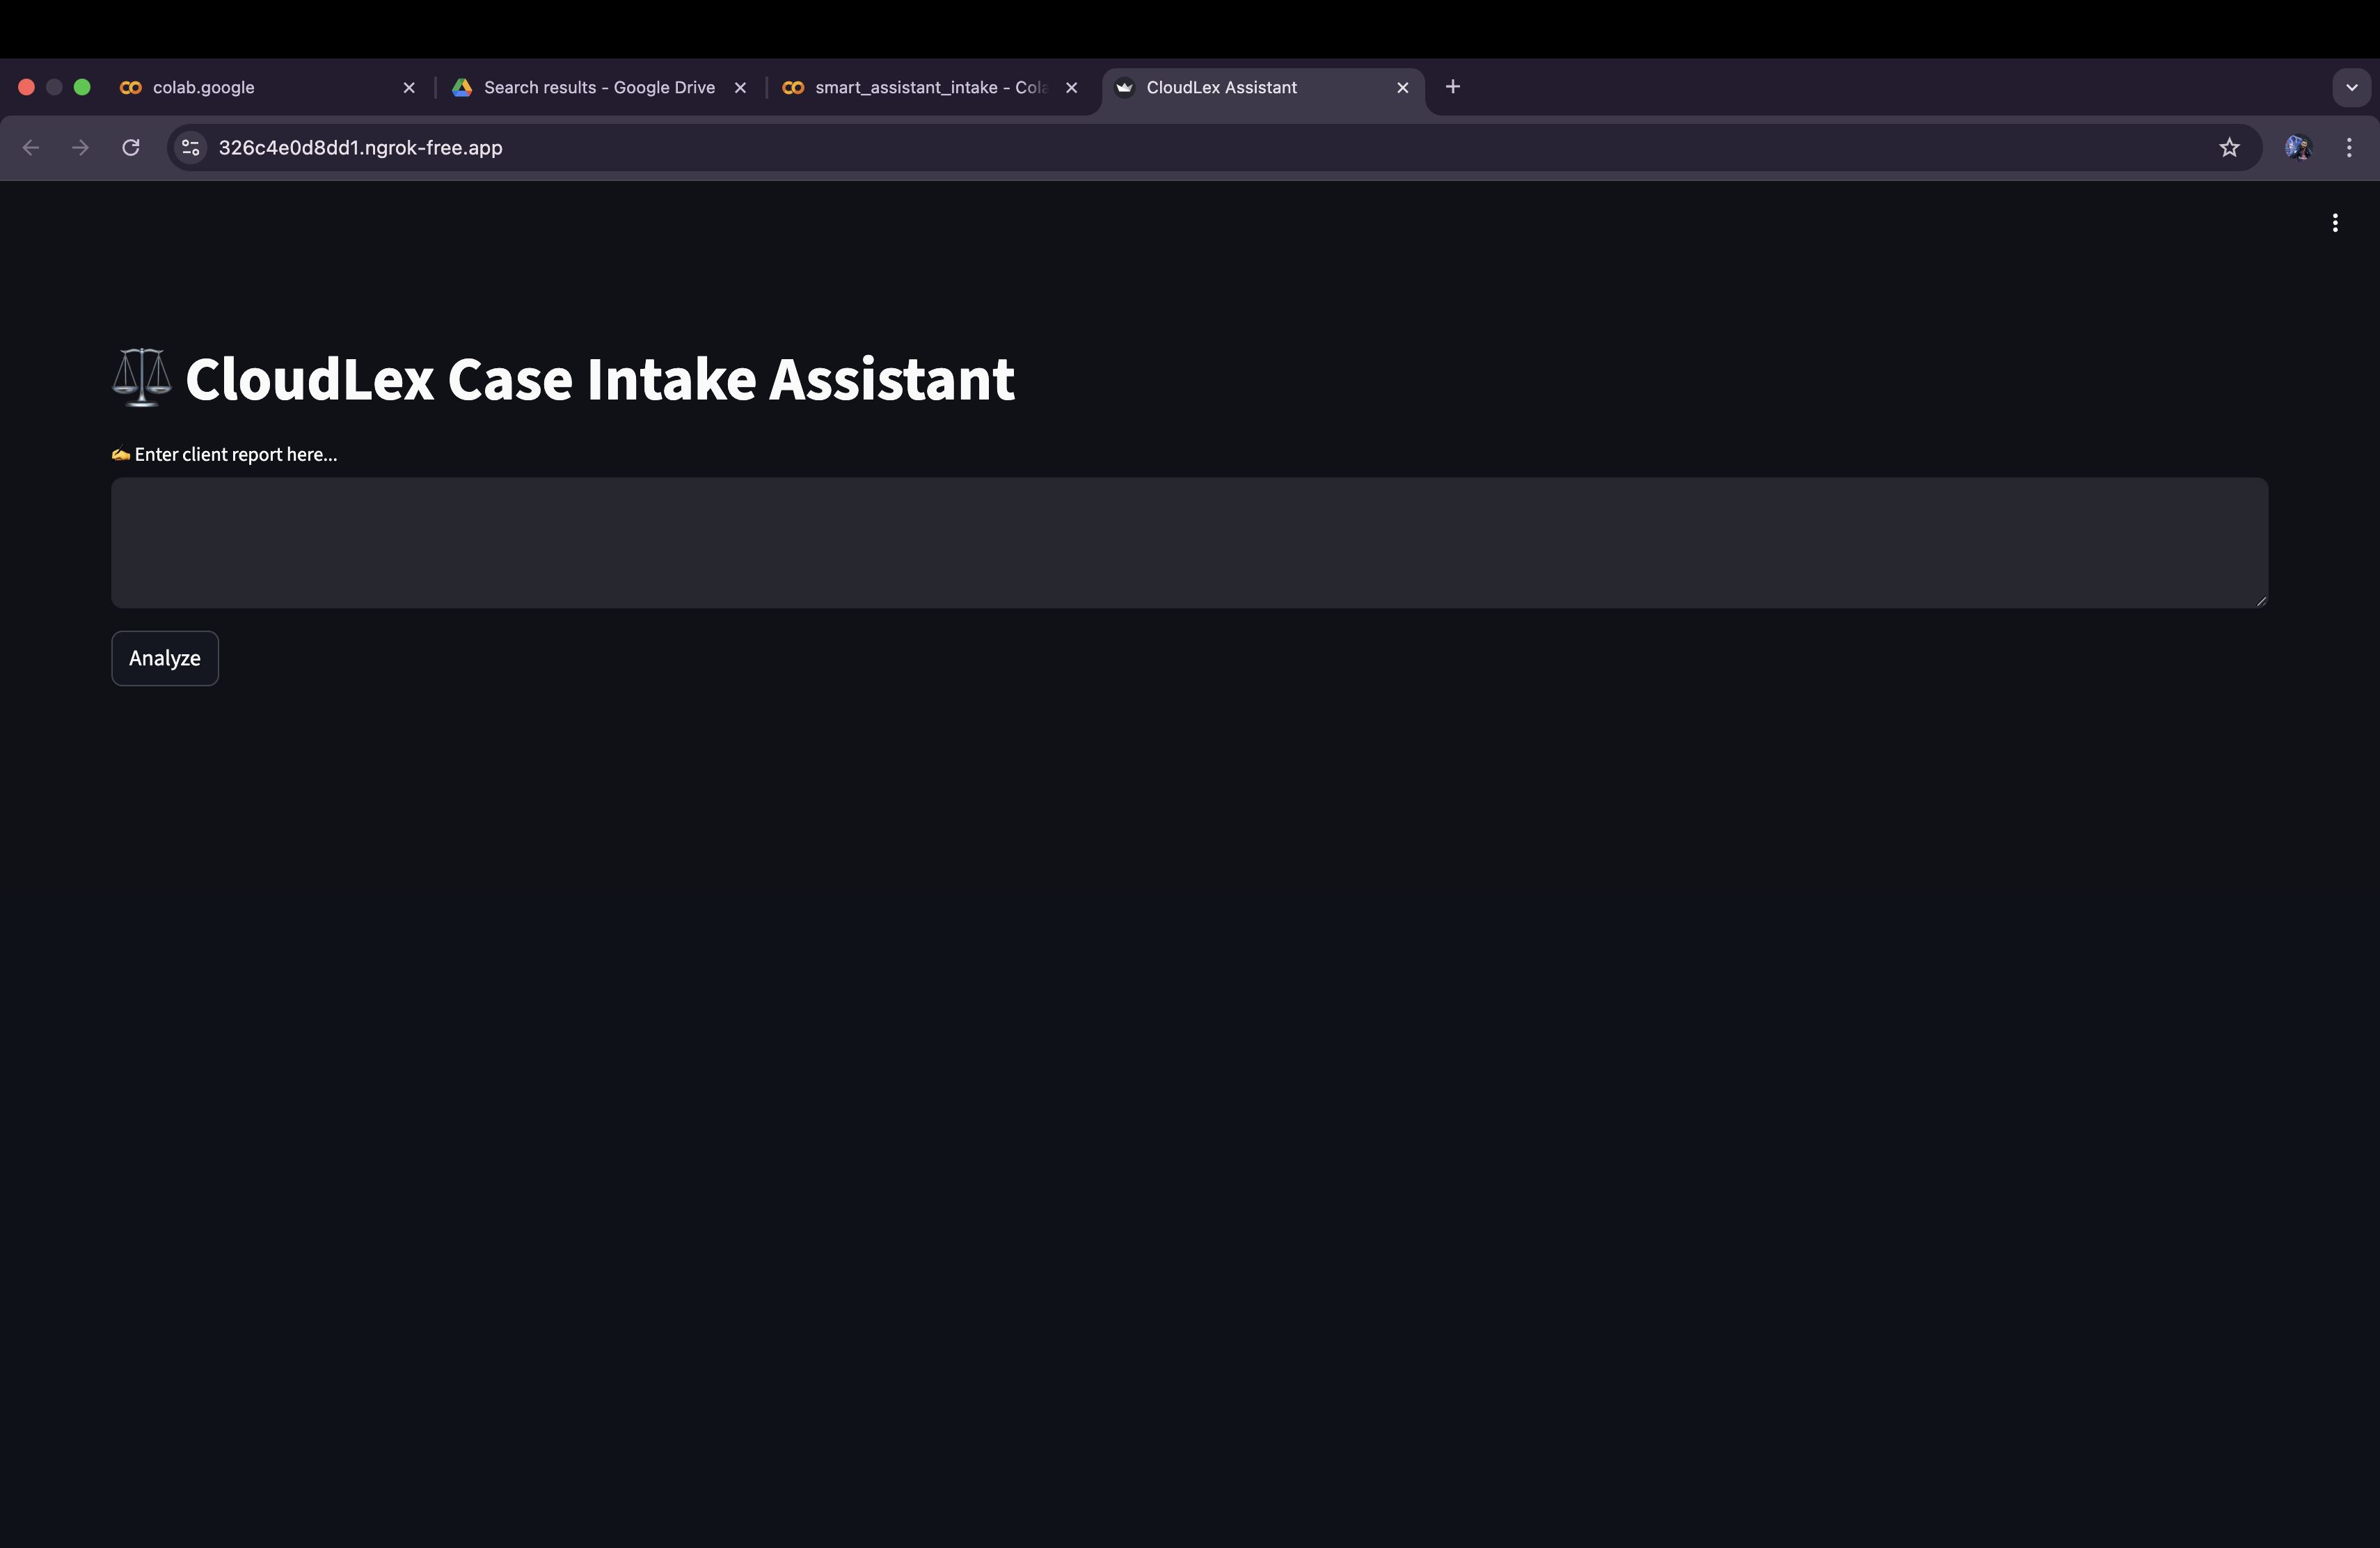 colab.google
Search results - Google Drive
smart_assistant_intake - Cola
CloudLex Assistant
326c4e0d8dd1.ngrok-free.app
⚖️ CloudLex Case Intake Assistant
✍️ Enter client report here...
Analyze